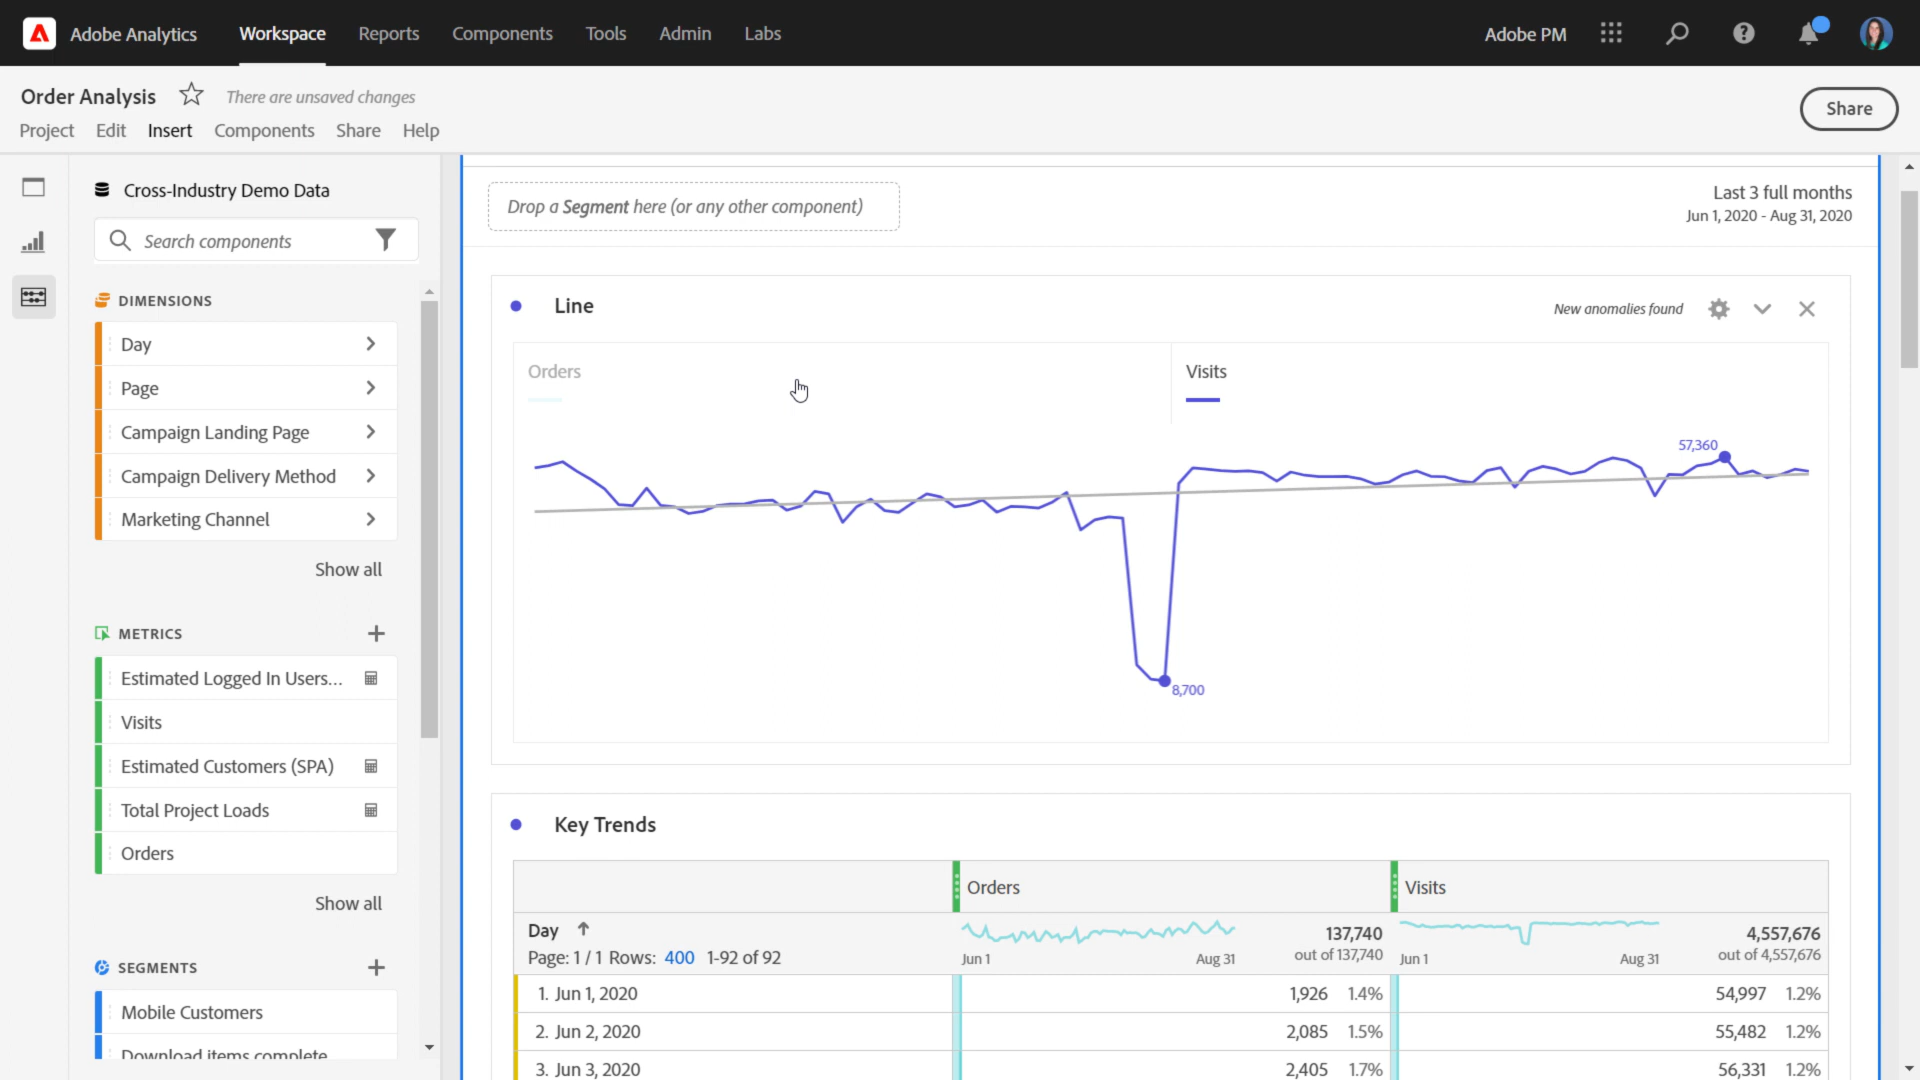 Adobe Analytics Workspace Reports Components Tools Admin Labs Adobe PM
Order Analysis There are unsaved changes
Share
Project Edit Insert Components Share Help
Cross-Industry Demo Data
Search components
DIMENSIONS
Day
Page
Campaign Landing Page
Campaign Delivery Method
Marketing Channel
Show all
METRICS
Estimated Logged In Users...
Visits
Estimated Customers (SPA)
Total Project Loads
Orders
Show all
SEGMENTS
Mobile Customers
Download items complete
Drop a Segment here (or any other component)
Last 3 full months
Jun 1, 2020 - Aug 31, 2020
Line
New anomalies found
Orders Visits
57,360
8,700
Key Trends
Orders Visits
Day
Page: 1 / 1 Rows: 400 1-92 of 92
Jun 1 Aug 31
137,740
out of 137,740
Jun 1 Aug 31
4,557,676
out of 4,557,676
1. Jun 1, 2020 1,926 1.4% 54,997 1.2%
2. Jun 2, 2020 2,085 1.5% 55,482 1.2%
3. Jun 3, 2020 2,405 1.7% 56,331 1.2%